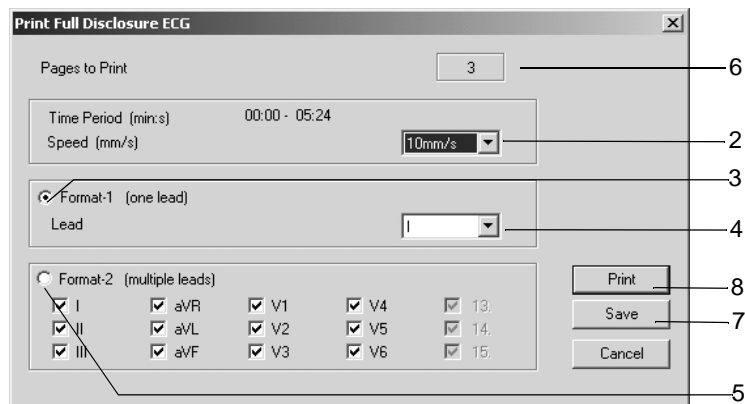 Print Full Disclosure ECG
Pages to Print 3 6
Time Period (min:s) 00:00 - 05:24
Speed (mm/s) 10mm/s 2
3
Format-1 (one lead)
Lead I 4
Format-2 (multiple leads) Print 8
I aVR V1 V4 13.
II aVL V2 V5 14. Save 7
III aVF V3 V6 15. Cancel
5